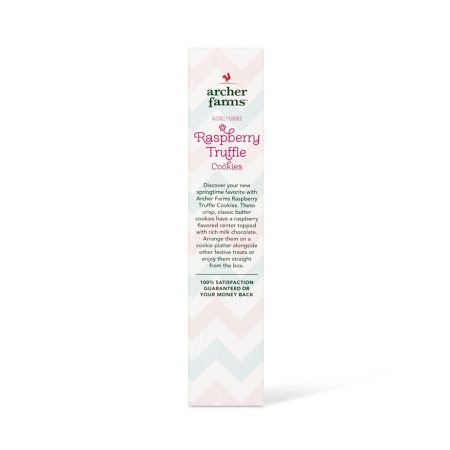 archer
farms™
NATURALLY FLAVORED
Raspberry
Truffle
Cookies
Discover your new
springtime favorite with
Archer Farms Raspberry
Truffle Cookies. These
crisp, classic butter
cookies have a raspberry
flavored center topped
with rich milk chocolate.
Arrange them on a
cookie platter alongside
other festive treats or
enjoy them straight
from the box.
100% SATISFACTION
GUARANTEED OR
YOUR MONEY BACK